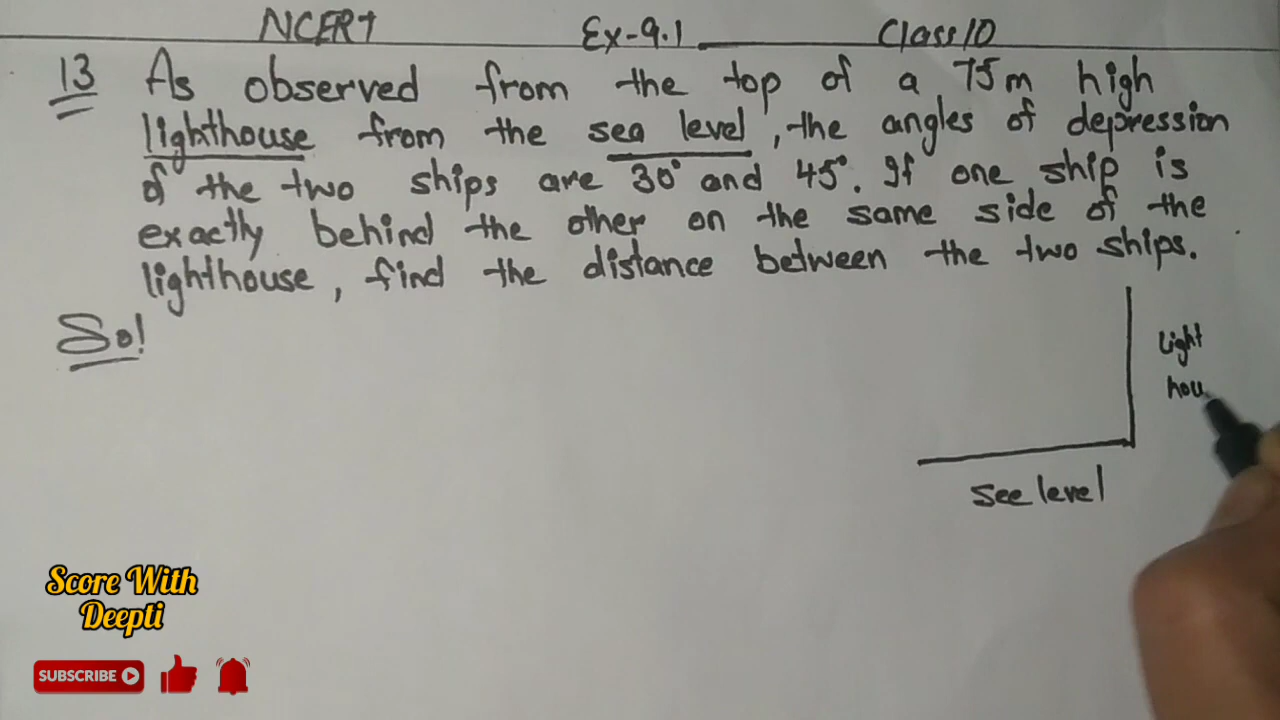 NCERT Ex-9.1 Class 10
13 As observed from the top of a 75m high
lighthouse from the sea level, the angles of depression
of the two ships are 30° and 45°. If one ship is
exactly behind the other on the same side of the
lighthouse, find the distance between the two ships.
Sol
Light
hou
See level
Score With
Deepti
SUBSCRIBE